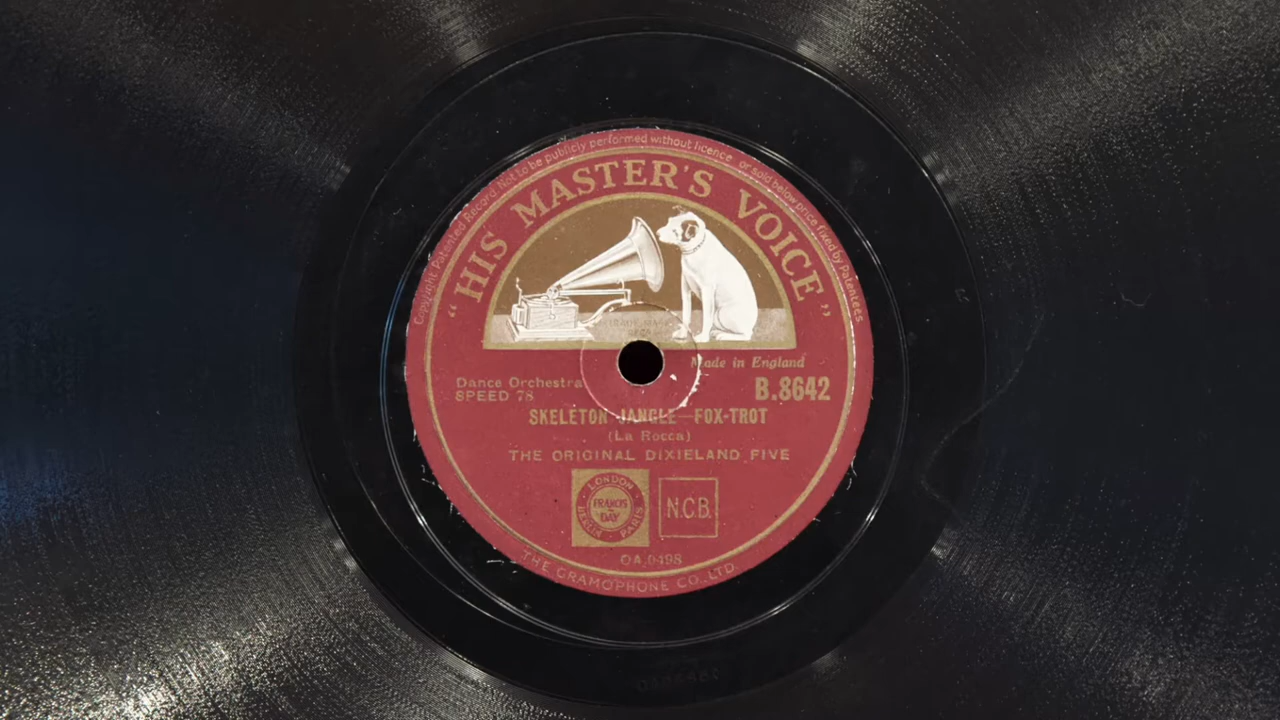 Copyright Patented Record. Not to be publicly performed without licence or sold below price fixed by Patentees
"HIS MASTER'S VOICE"
Made in England
Dance Orchestra
SPEED 78
B.8642
SKELETON JANGLE—FOX-TROT
(La Rocca)
THE ORIGINAL DIXIELAND FIVE
LONDON
FRANCIS
DAY
BERLIN · PARIS
N.C.B.
OA.0498
THE GRAMOPHONE CO., LTD.